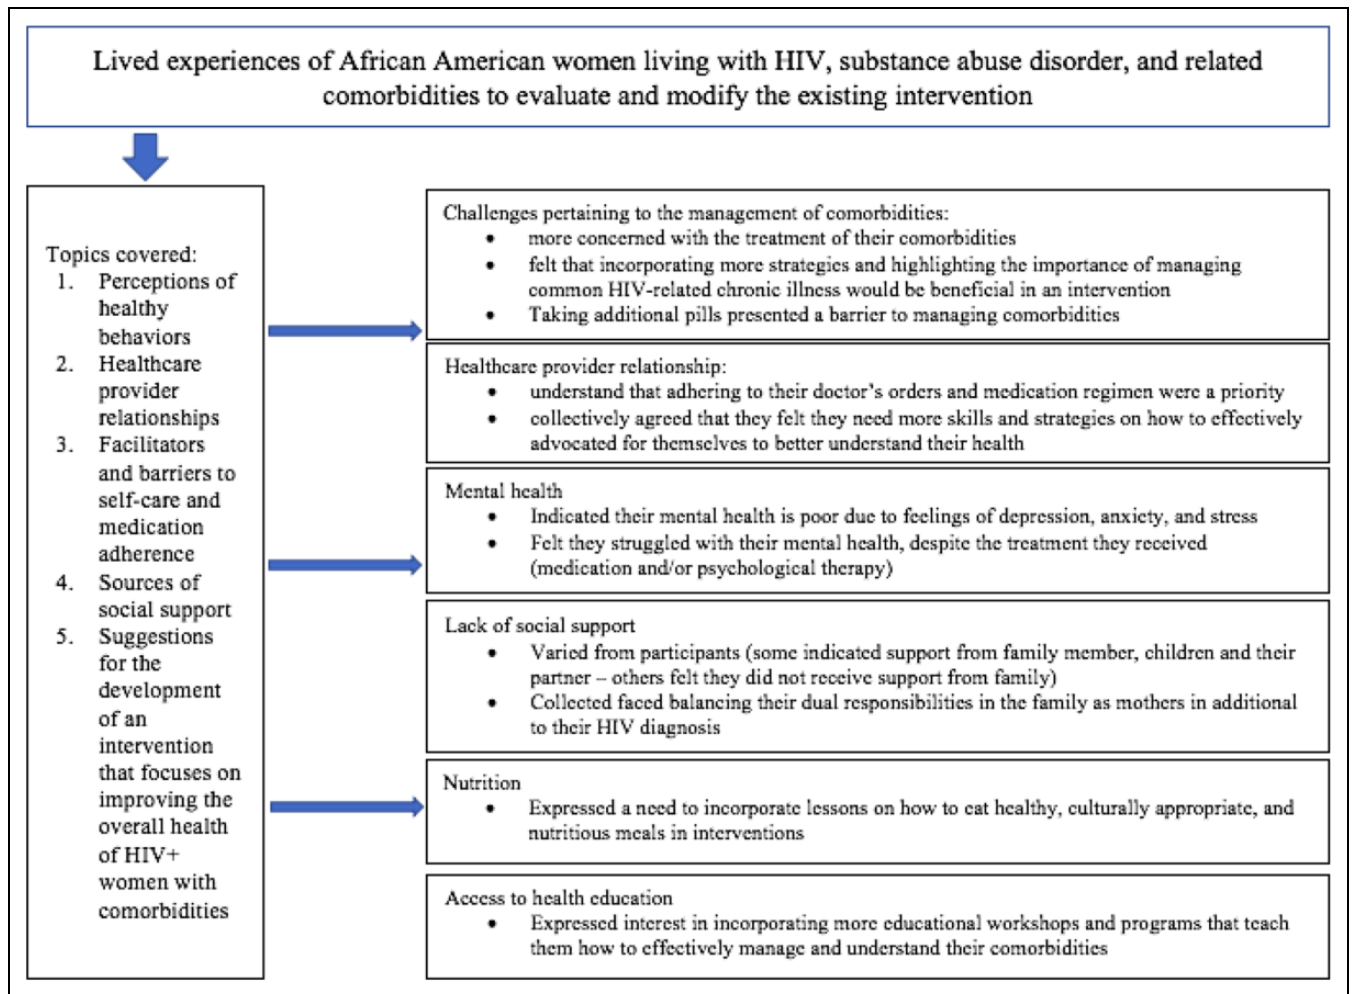 Lived experiences of African American women living with HIV, substance abuse disorder, and related
comorbidities to evaluate and modify the existing intervention
Topics covered:
1. Perceptions of
healthy
behaviors
2. Healthcare
provider
relationships
3. Facilitators
and barriers to
self-care and
medication
adherence
4. Sources of
social support
5. Suggestions
for the
development
of an
intervention
that focuses on
improving the
overall health
of HIV+
women with
comorbidities
Challenges pertaining to the management of comorbidities:
• more concerned with the treatment of their comorbidities
• felt that incorporating more strategies and highlighting the importance of managing
common HIV-related chronic illness would be beneficial in an intervention
• Taking additional pills presented a barrier to managing comorbidities
Healthcare provider relationship:
• understand that adhering to their doctor's orders and medication regimen were a priority
• collectively agreed that they felt they need more skills and strategies on how to effectively
advocated for themselves to better understand their health
Mental health
• Indicated their mental health is poor due to feelings of depression, anxiety, and stress
• Felt they struggled with their mental health, despite the treatment they received
(medication and/or psychological therapy)
Lack of social support
• Varied from participants (some indicated support from family member, children and their
partner – others felt they did not receive support from family)
• Collected faced balancing their dual responsibilities in the family as mothers in additional
to their HIV diagnosis
Nutrition
• Expressed a need to incorporate lessons on how to eat healthy, culturally appropriate, and
nutritious meals in interventions
Access to health education
• Expressed interest in incorporating more educational workshops and programs that teach
them how to effectively manage and understand their comorbidities